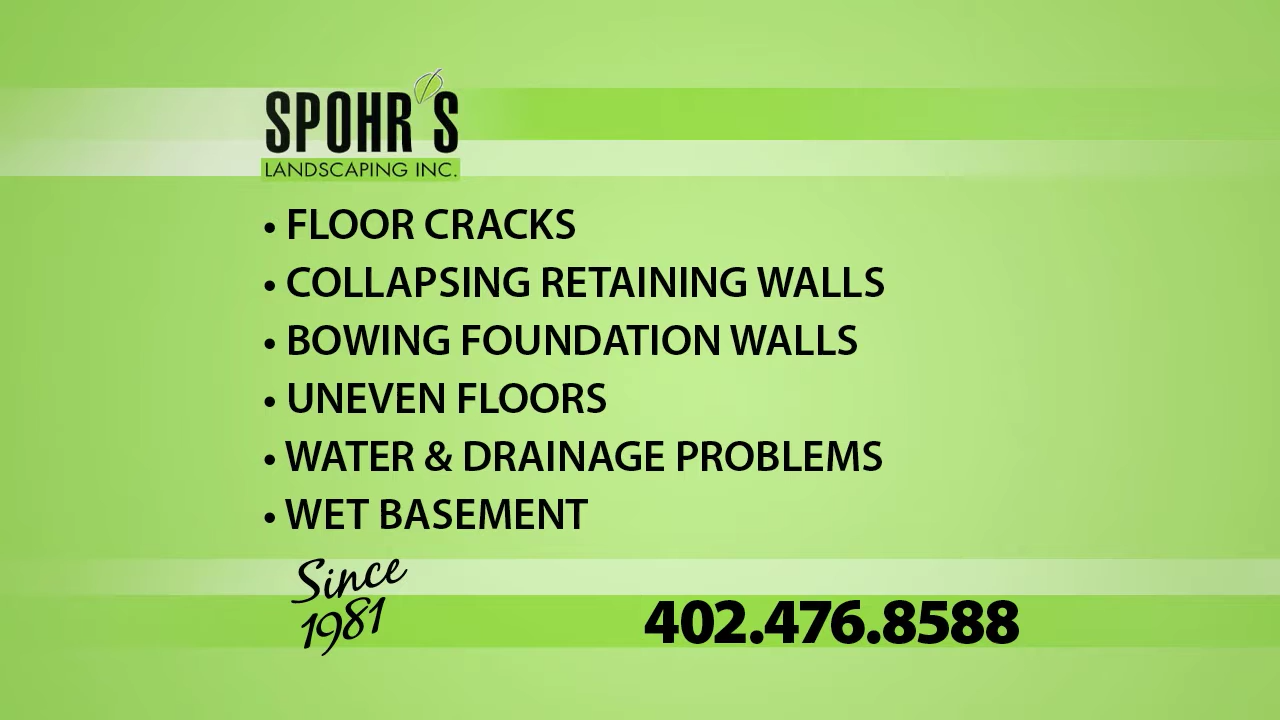 SPOHR'S
LANDSCAPING INC.
• FLOOR CRACKS
• COLLAPSING RETAINING WALLS
• BOWING FOUNDATION WALLS
• UNEVEN FLOORS
• WATER & DRAINAGE PROBLEMS
• WET BASEMENT
Since
1981
402.476.8588